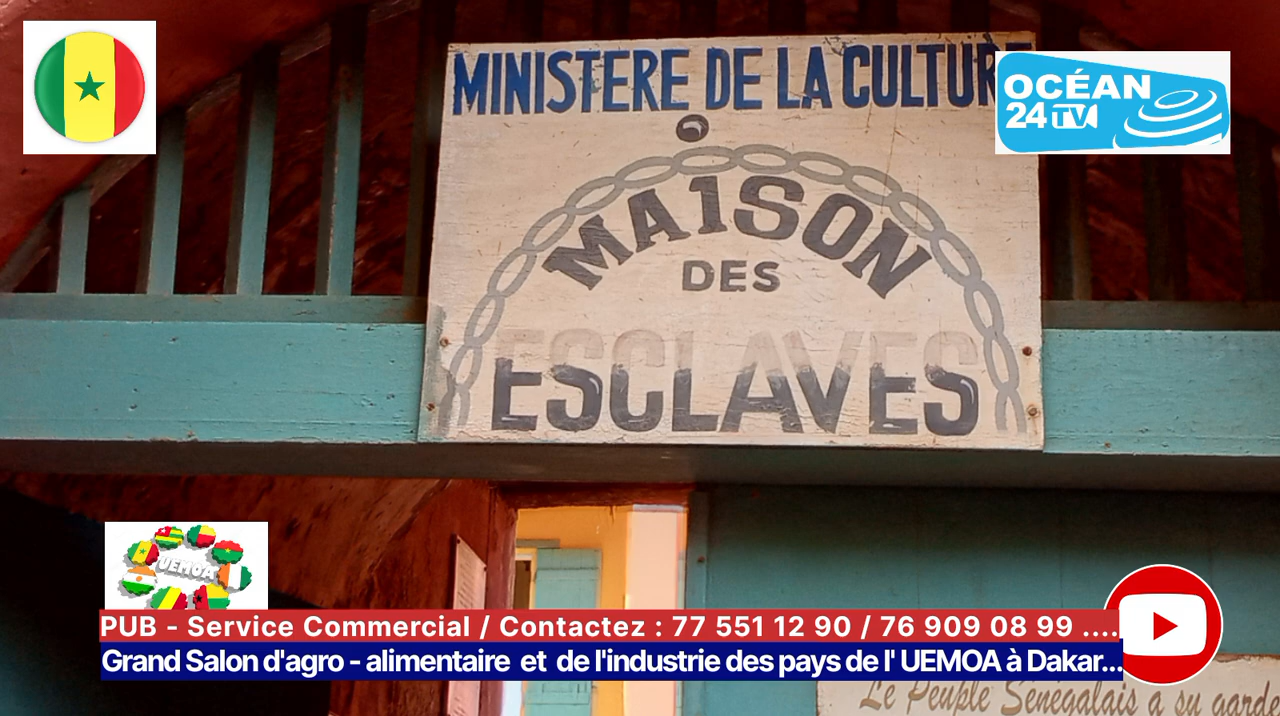 MINISTERE DE LA CULTURE
OCÉAN
24 TV
MAISON
DES
ESCLAVES
UEMOA
PUB - Service Commercial / Contactez : 77 551 12 90 / 76 909 08 99 ....
Grand Salon d'agro - alimentaire et de l'industrie des pays de l' UEMOA à Dakar...
Le Peuple Sénégalais a su garde